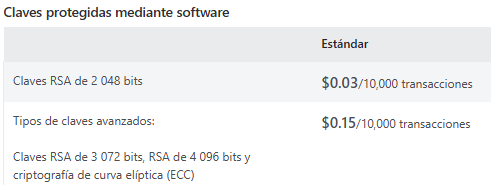 Claves protegidas mediante software
Estándar
Claves RSA de 2 048 bits
$0.03/10,000 transacciones
Tipos de claves avanzados:
$0.15/10,000 transacciones
Claves RSA de 3 072 bits, RSA de 4 096 bits y
criptografía de curva elíptica (ECC)